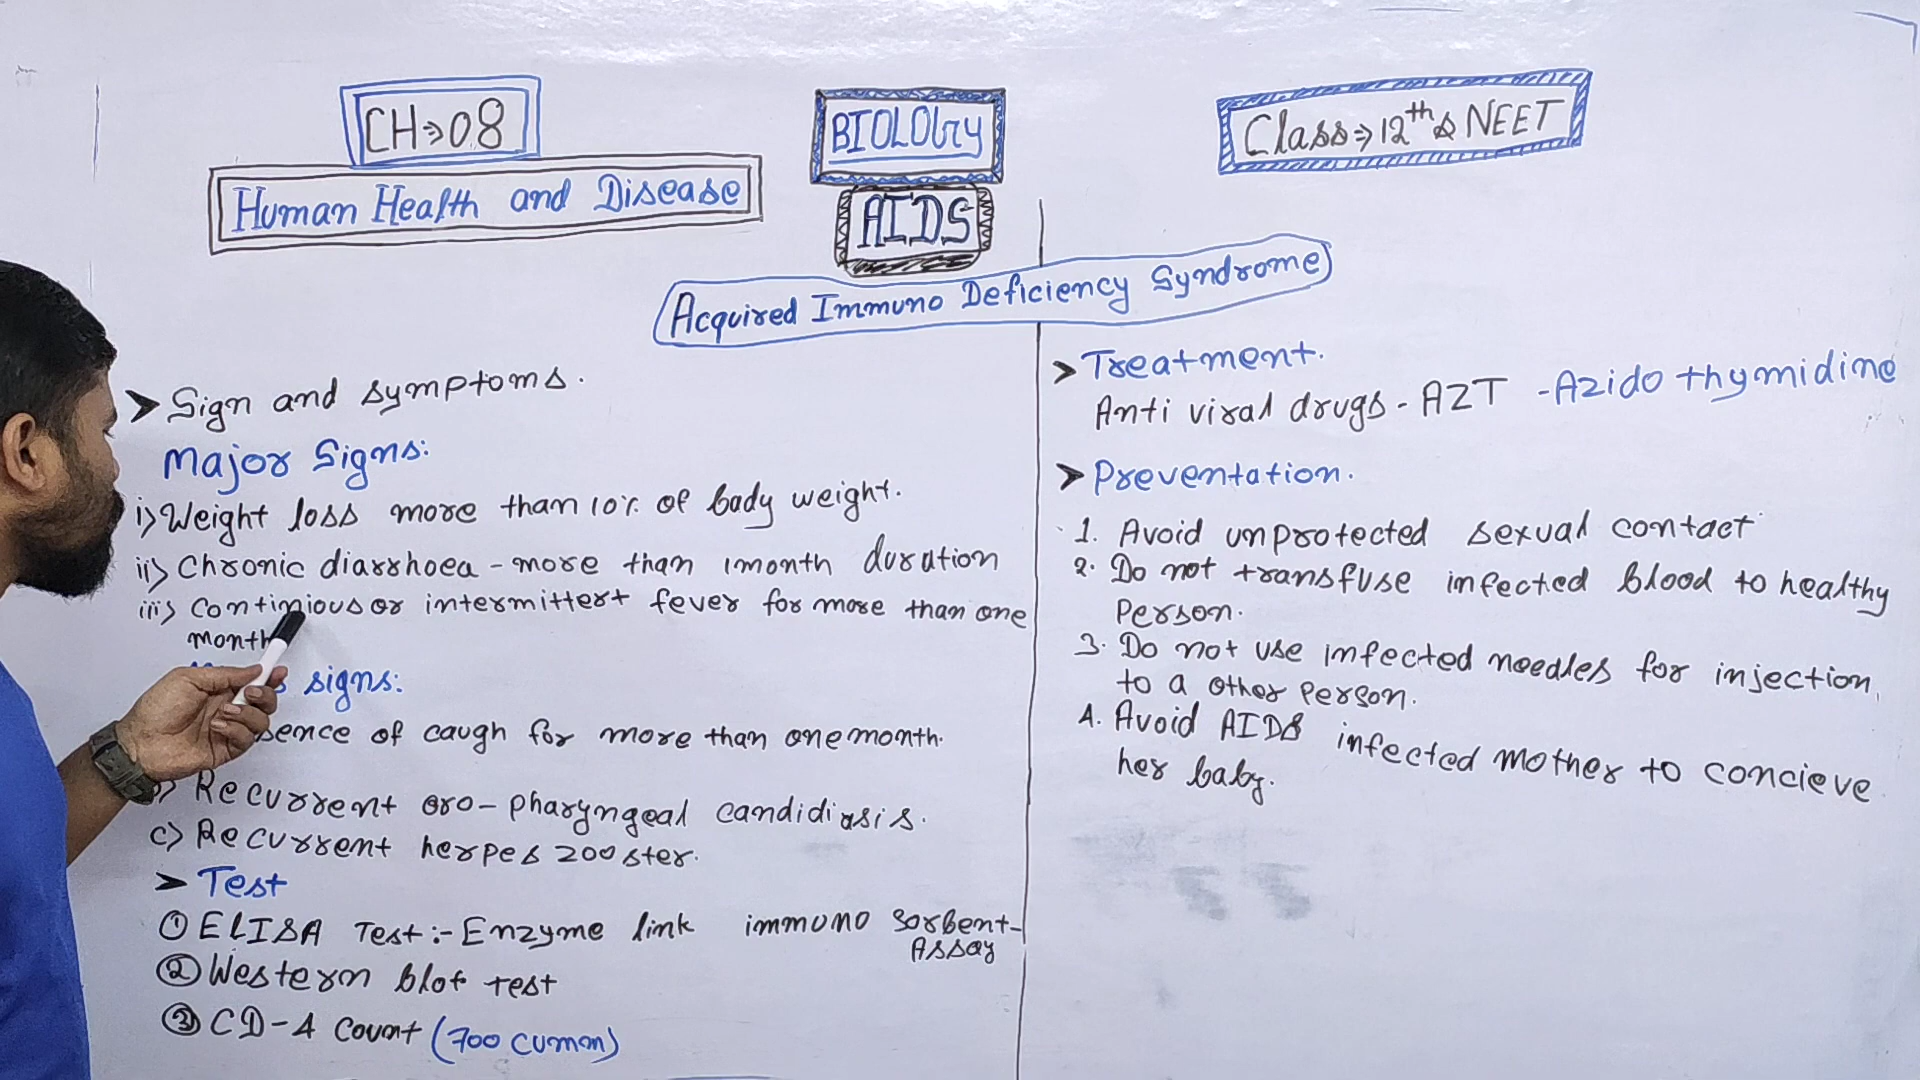 CH→08
Human Health and Disease
BIOLOGY
AIDS
Class⇒12th & NEET
Acquired Immuno Deficiency Syndrome
➤ Sign and symptoms.
Major Signs:
i) Weight loss more than 10% of body weight.
ii) Chronic diarrhoea - more than 1month duration
iii) Continious or intermittert fever for more than one
month
signs:
of caugh for more than one month.
b) Recurrent oro-pharyngeal candidiasis.
c) Recurrent herpes zooster.
➤ Test
① ELISA Test:- Enzyme link immuno Sorbent-
Assay
② Western blot test
③ CD-4 Count (700 cumm)
➤ Treatment.
Anti viral drugs - AZT - Azido thymidine
➤ Preventation.
1. Avoid unprotected sexual contact
2. Do not transfuse infected blood to healthy
Person.
3. Do not use infected needles for injection
to a other person.
4. Avoid AIDS infected mother to concieve
her baby.